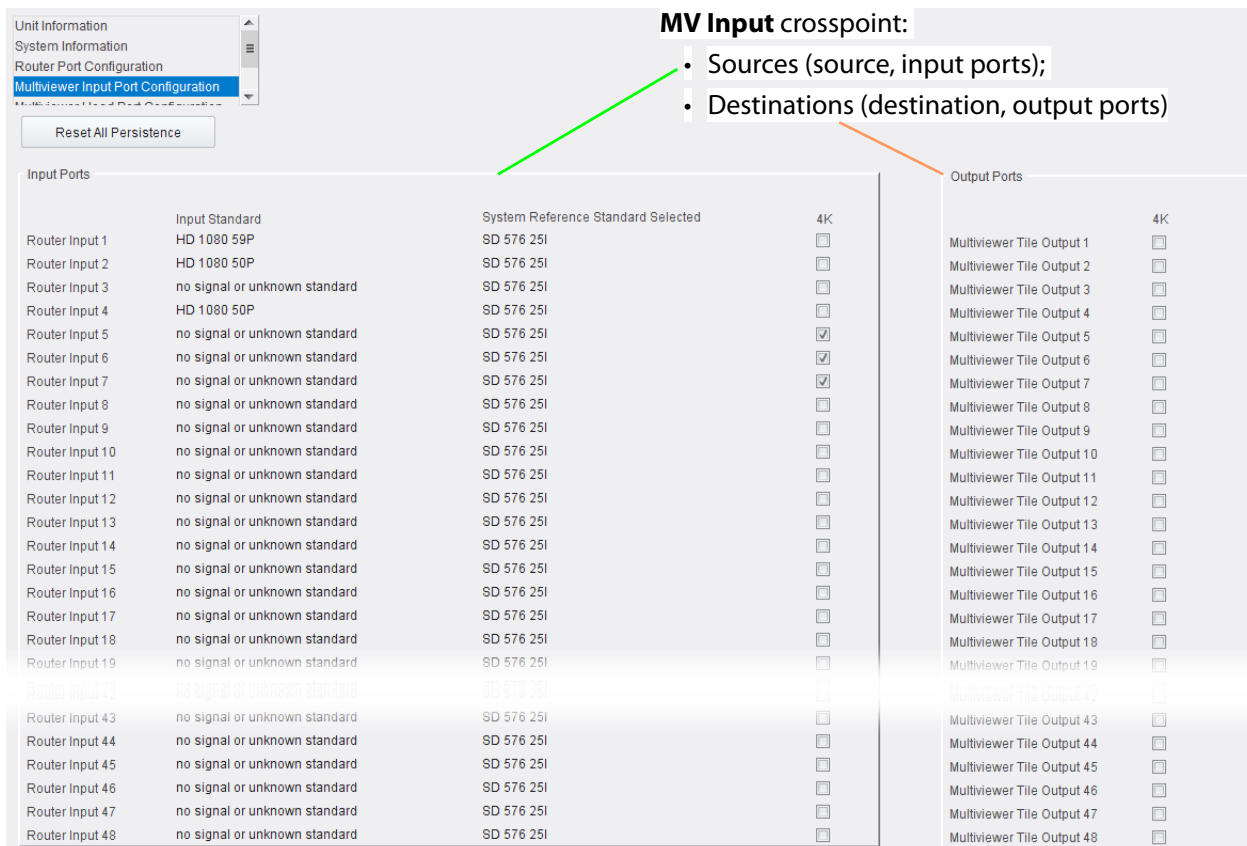 MV Input crosspoint:
• Sources (source, input ports);
• Destinations (destination, output ports)
Unit Information
System Information
Router Port Configuration
Multiviewer Input Port Configuration
Reset All Persistence
Input Ports
Input Standard System Reference Standard Selected 4K
Router Input 1 HD 1080 59P SD 576 25I
Router Input 2 HD 1080 50P SD 576 25I
Router Input 3 no signal or unknown standard SD 576 25I
Router Input 4 HD 1080 50P SD 576 25I
Router Input 5 no signal or unknown standard SD 576 25I
Router Input 6 no signal or unknown standard SD 576 25I
Router Input 7 no signal or unknown standard SD 576 25I
Router Input 8 no signal or unknown standard SD 576 25I
Router Input 9 no signal or unknown standard SD 576 25I
Router Input 10 no signal or unknown standard SD 576 25I
Router Input 11 no signal or unknown standard SD 576 25I
Router Input 12 no signal or unknown standard SD 576 25I
Router Input 13 no signal or unknown standard SD 576 25I
Router Input 14 no signal or unknown standard SD 576 25I
Router Input 15 no signal or unknown standard SD 576 25I
Router Input 16 no signal or unknown standard SD 576 25I
Router Input 17 no signal or unknown standard SD 576 25I
Router Input 18 no signal or unknown standard SD 576 25I
Router Input 19 no signal or unknown standard SD 576 25I
Router Input 43 no signal or unknown standard SD 576 25I
Router Input 44 no signal or unknown standard SD 576 25I
Router Input 45 no signal or unknown standard SD 576 25I
Router Input 46 no signal or unknown standard SD 576 25I
Router Input 47 no signal or unknown standard SD 576 25I
Router Input 48 no signal or unknown standard SD 576 25I
Output Ports
4K
Multiviewer Tile Output 1
Multiviewer Tile Output 2
Multiviewer Tile Output 3
Multiviewer Tile Output 4
Multiviewer Tile Output 5
Multiviewer Tile Output 6
Multiviewer Tile Output 7
Multiviewer Tile Output 8
Multiviewer Tile Output 9
Multiviewer Tile Output 10
Multiviewer Tile Output 11
Multiviewer Tile Output 12
Multiviewer Tile Output 13
Multiviewer Tile Output 14
Multiviewer Tile Output 15
Multiviewer Tile Output 16
Multiviewer Tile Output 17
Multiviewer Tile Output 18
Multiviewer Tile Output 19
Multiviewer Tile Output 43
Multiviewer Tile Output 44
Multiviewer Tile Output 45
Multiviewer Tile Output 46
Multiviewer Tile Output 47
Multiviewer Tile Output 48